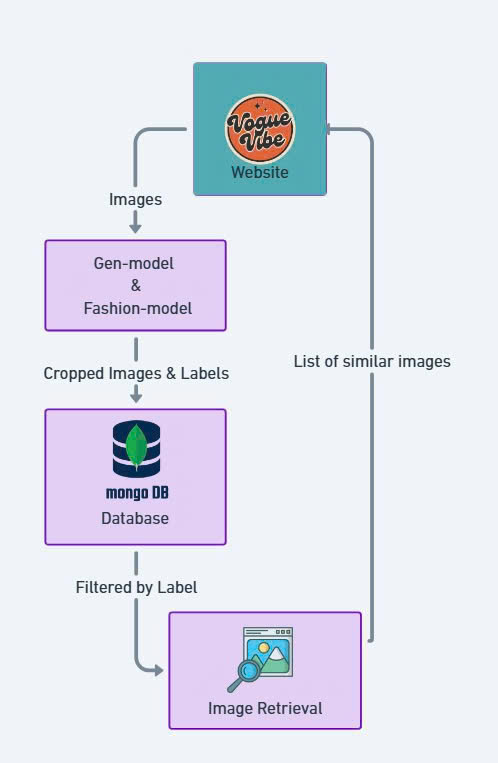 Vogue
Vibe
Website
Images
Gen-model
&
Fashion-model
Cropped Images & Labels
List of similar images
mongo DB
Database
Filtered by Label
Image Retrieval